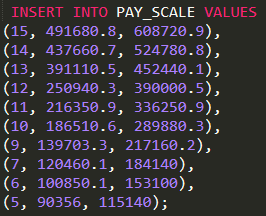 INSERT INTO PAY_SCALE VALUES
(15, 491680.8, 608720.9),
(14, 437660.7, 524780.8),
(13, 391110.5, 452440.1),
(12, 250940.3, 390000.5),
(11, 216350.9, 336250.9),
(10, 186510.6, 289880.3),
(9, 139703.3, 217160.2),
(7, 120460.1, 184140),
(6, 100850.1, 153100),
(5, 90356, 115140);